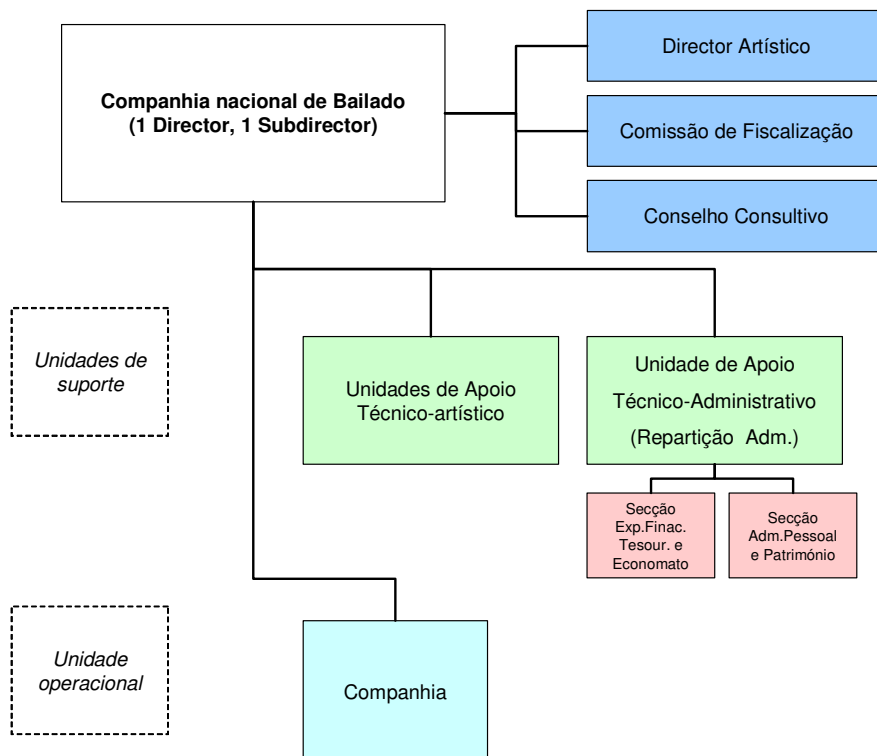 Companhia nacional de Bailado
(1 Director, 1 Subdirector)
Director Artístico
Comissão de Fiscalização
Conselho Consultivo
Unidades de
suporte
Unidades de Apoio
Técnico-artístico
Unidade de Apoio
Técnico-Administrativo
(Repartição Adm.)
Secção
Exp.Finac.
Tesour. e
Economato
Secção
Adm.Pessoal
e Património
Unidade
operacional
Companhia